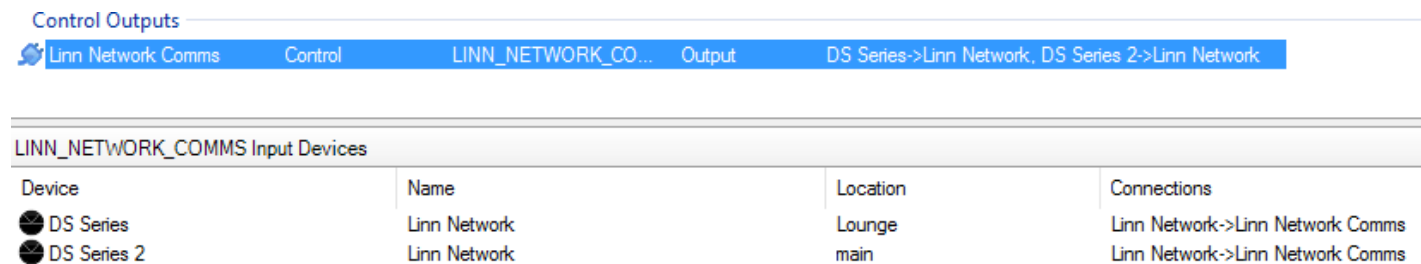 Control Outputs
Linn Network Comms Control LINN_NETWORK_CO... Output DS Series->Linn Network, DS Series 2->Linn Network
LINN_NETWORK_COMMS Input Devices
Device Name Location Connections
DS Series Linn Network Lounge Linn Network->Linn Network Comms
DS Series 2 Linn Network main Linn Network->Linn Network Comms